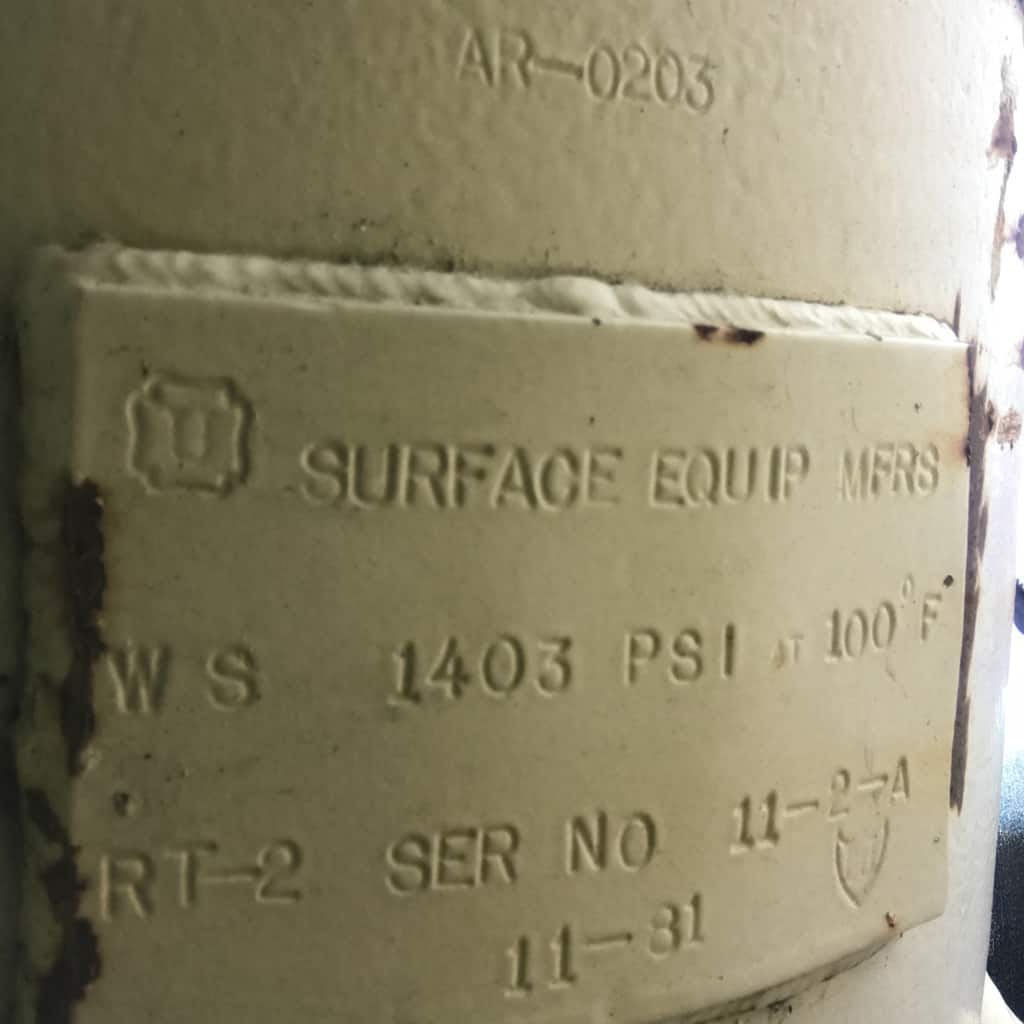 AR-0203
U
SURFACE EQUIP MFRS
W S 1403 PSI AT 100°F
RT-2 SER NO 11-2-A
11-81